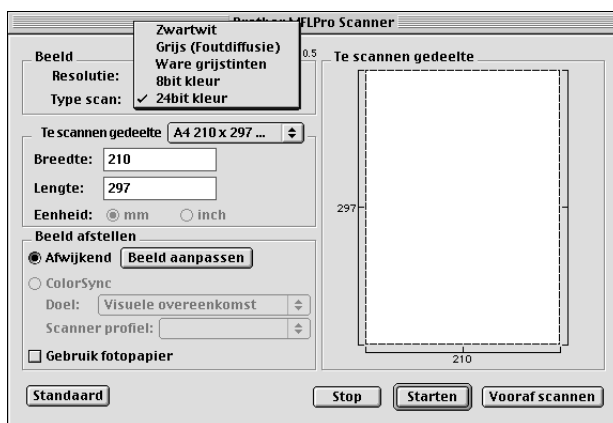 Brother MFLPro Scanner
Zwartwit
Grijs (Foutdiffusie)
Ware grijstinten
8bit kleur
✓ 24bit kleur
Beeld
0.5
Resolutie:
Type scan:
Te scannen gedeelte A4 210 x 297 ...
Breedte: 210
Lengte: 297
Eenheid: mm inch
Beeld afstellen
Afwijkend Beeld aanpassen
ColorSync
Doel: Visuele overeenkomst
Scanner profiel:
Gebruik fotopapier
Te scannen gedeelte
297
210
Standaard Stop Starten Vooraf scannen